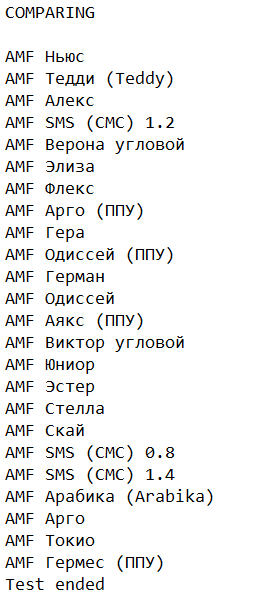 COMPARING
AMF Ньюс
AMF Тедди (Teddy)
AMF Алекс
AMF SMS (СМС) 1.2
AMF Верона угловой
AMF Элиза
AMF Флекс
AMF Арго (ППУ)
AMF Гера
AMF Одиссей (ППУ)
AMF Герман
AMF Одиссей
AMF Аякс (ППУ)
AMF Виктор угловой
AMF Юниор
AMF Эстер
AMF Стелла
AMF Скай
AMF SMS (СМС) 0.8
AMF SMS (СМС) 1.4
AMF Арабика (Arabika)
AMF Арго
AMF Токио
AMF Гермес (ППУ)
Test ended